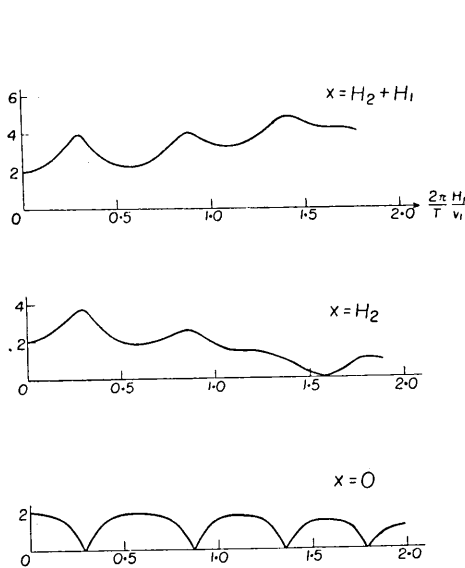 6
x = H₂ + H₁
4
2
0 0·5 1·0 1·5 2·0 2π/T H₁/v₁
4
x = H₂
.2
0 0·5 1·0 1·5 2·0
x = 0
2
0 0·5 1·0 1·5 2·0